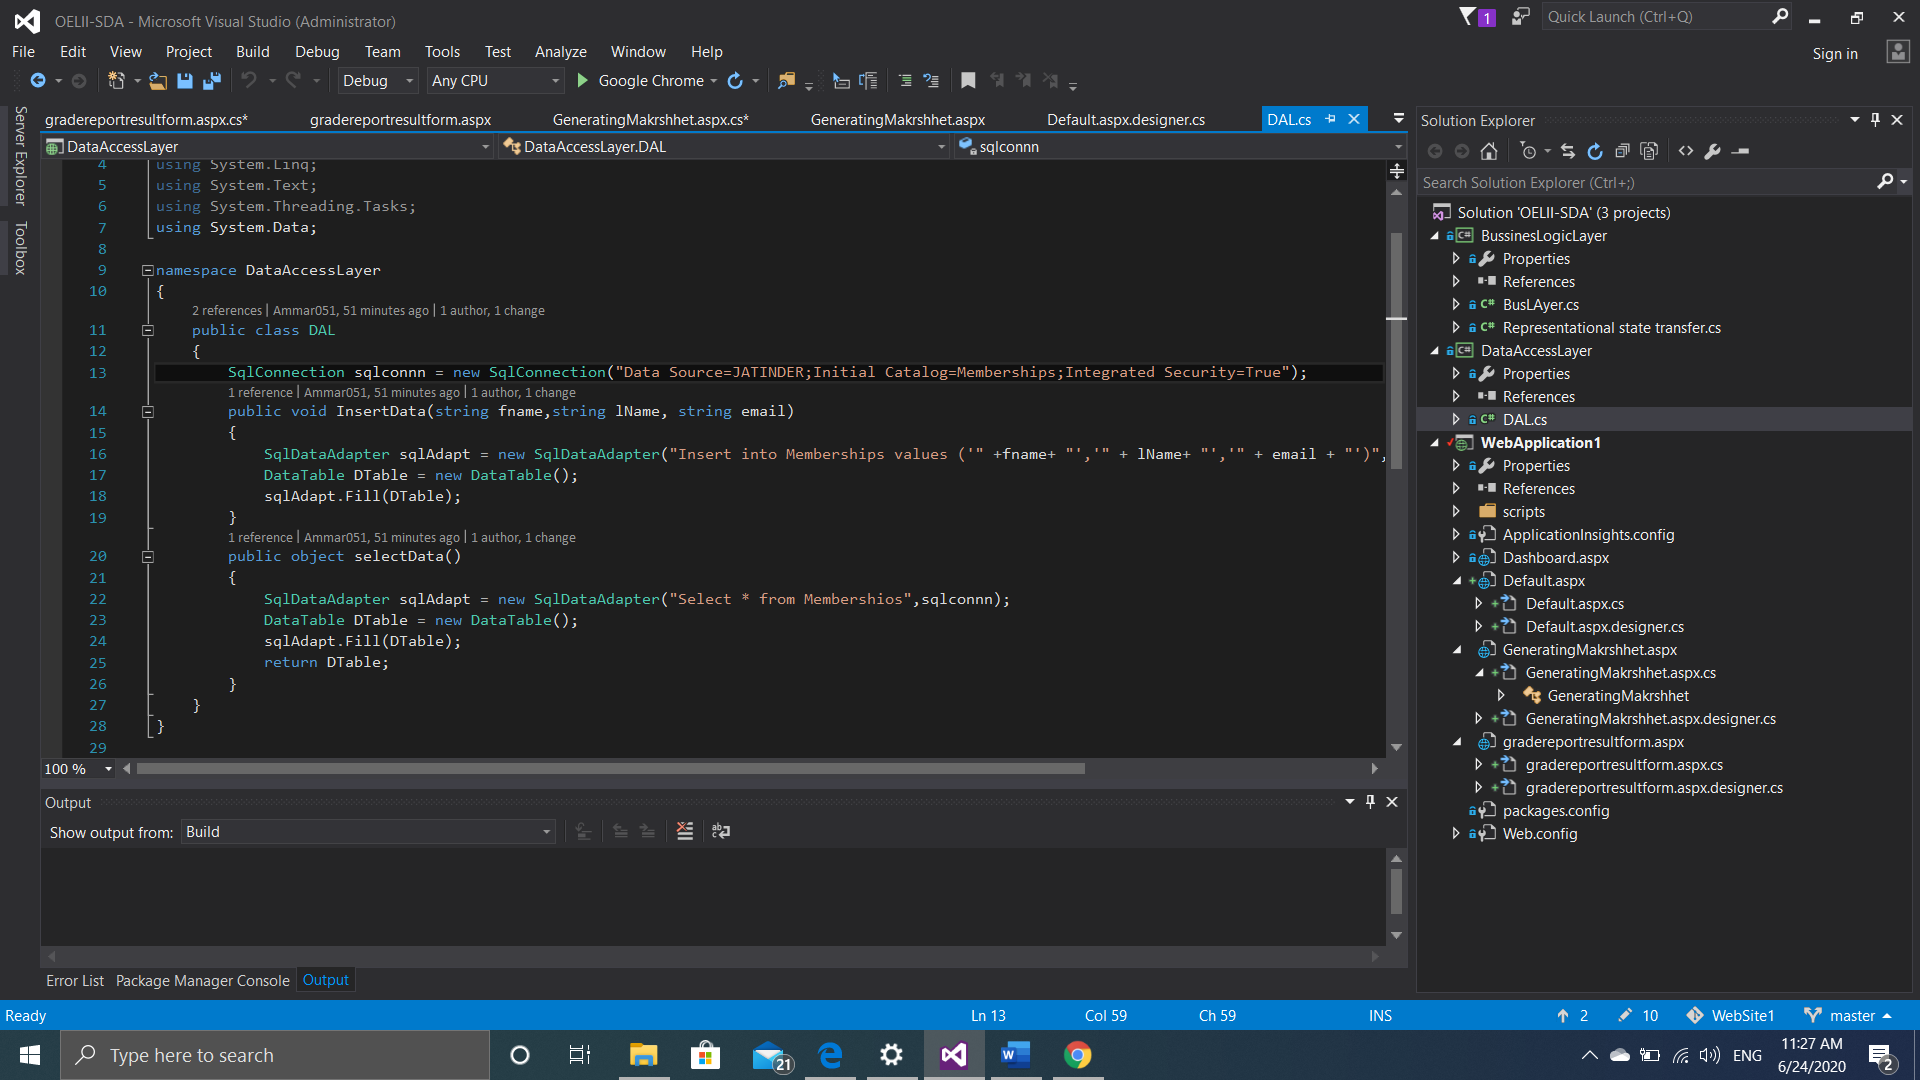 OELII-SDA - Microsoft Visual Studio (Administrator)
1
Quick Launch (Ctrl+Q)
File Edit View Project Build Debug Team Tools Test Analyze Window Help
Sign in
Debug Any CPU Google Chrome
Server Explorer
Toolbox
gradereportresultform.aspx.cs* gradereportresultform.aspx GeneratingMakrshhet.aspx.cs* GeneratingMakrshhet.aspx Default.aspx.designer.cs DAL.cs
DataAccessLayer DataAccessLayer.DAL sqlconnn
4 using System.Linq;
5 using System.Text;
6 using System.Threading.Tasks;
7 using System.Data;
8
9 namespace DataAccessLayer
10 {
2 references | Ammar051, 51 minutes ago | 1 author, 1 change
11 public class DAL
12 {
13 SqlConnection sqlconnn = new SqlConnection("Data Source=JATINDER;Initial Catalog=Memberships;Integrated Security=True");
1 reference | Ammar051, 51 minutes ago | 1 author, 1 change
14 public void InsertData(string fname,string lName, string email)
15 {
16 SqlDataAdapter sqlAdapt = new SqlDataAdapter("Insert into Memberships values ('" +fname+ "','" + lName+ "','" + email + "')",
17 DataTable DTable = new DataTable();
18 sqlAdapt.Fill(DTable);
19 }
1 reference | Ammar051, 51 minutes ago | 1 author, 1 change
20 public object selectData()
21 {
22 SqlDataAdapter sqlAdapt = new SqlDataAdapter("Select * from Membershios",sqlconnn);
23 DataTable DTable = new DataTable();
24 sqlAdapt.Fill(DTable);
25 return DTable;
26 }
27 }
28 }
29
100 %
Output
Show output from: Build
Error List Package Manager Console Output
Solution Explorer
Search Solution Explorer (Ctrl+;)
Solution 'OELII-SDA' (3 projects)
C# BussinesLogicLayer
Properties
References
C# BusLAyer.cs
C# Representational state transfer.cs
C# DataAccessLayer
Properties
References
C# DAL.cs
WebApplication1
Properties
References
scripts
ApplicationInsights.config
Dashboard.aspx
Default.aspx
Default.aspx.cs
Default.aspx.designer.cs
GeneratingMakrshhet.aspx
GeneratingMakrshhet.aspx.cs
GeneratingMakrshhet
GeneratingMakrshhet.aspx.designer.cs
gradereportresultform.aspx
gradereportresultform.aspx.cs
gradereportresultform.aspx.designer.cs
packages.config
Web.config
Ready Ln 13 Col 59 Ch 59 INS 2 10 WebSite1 master
Type here to search
21
ENG
11:27 AM
6/24/2020
2